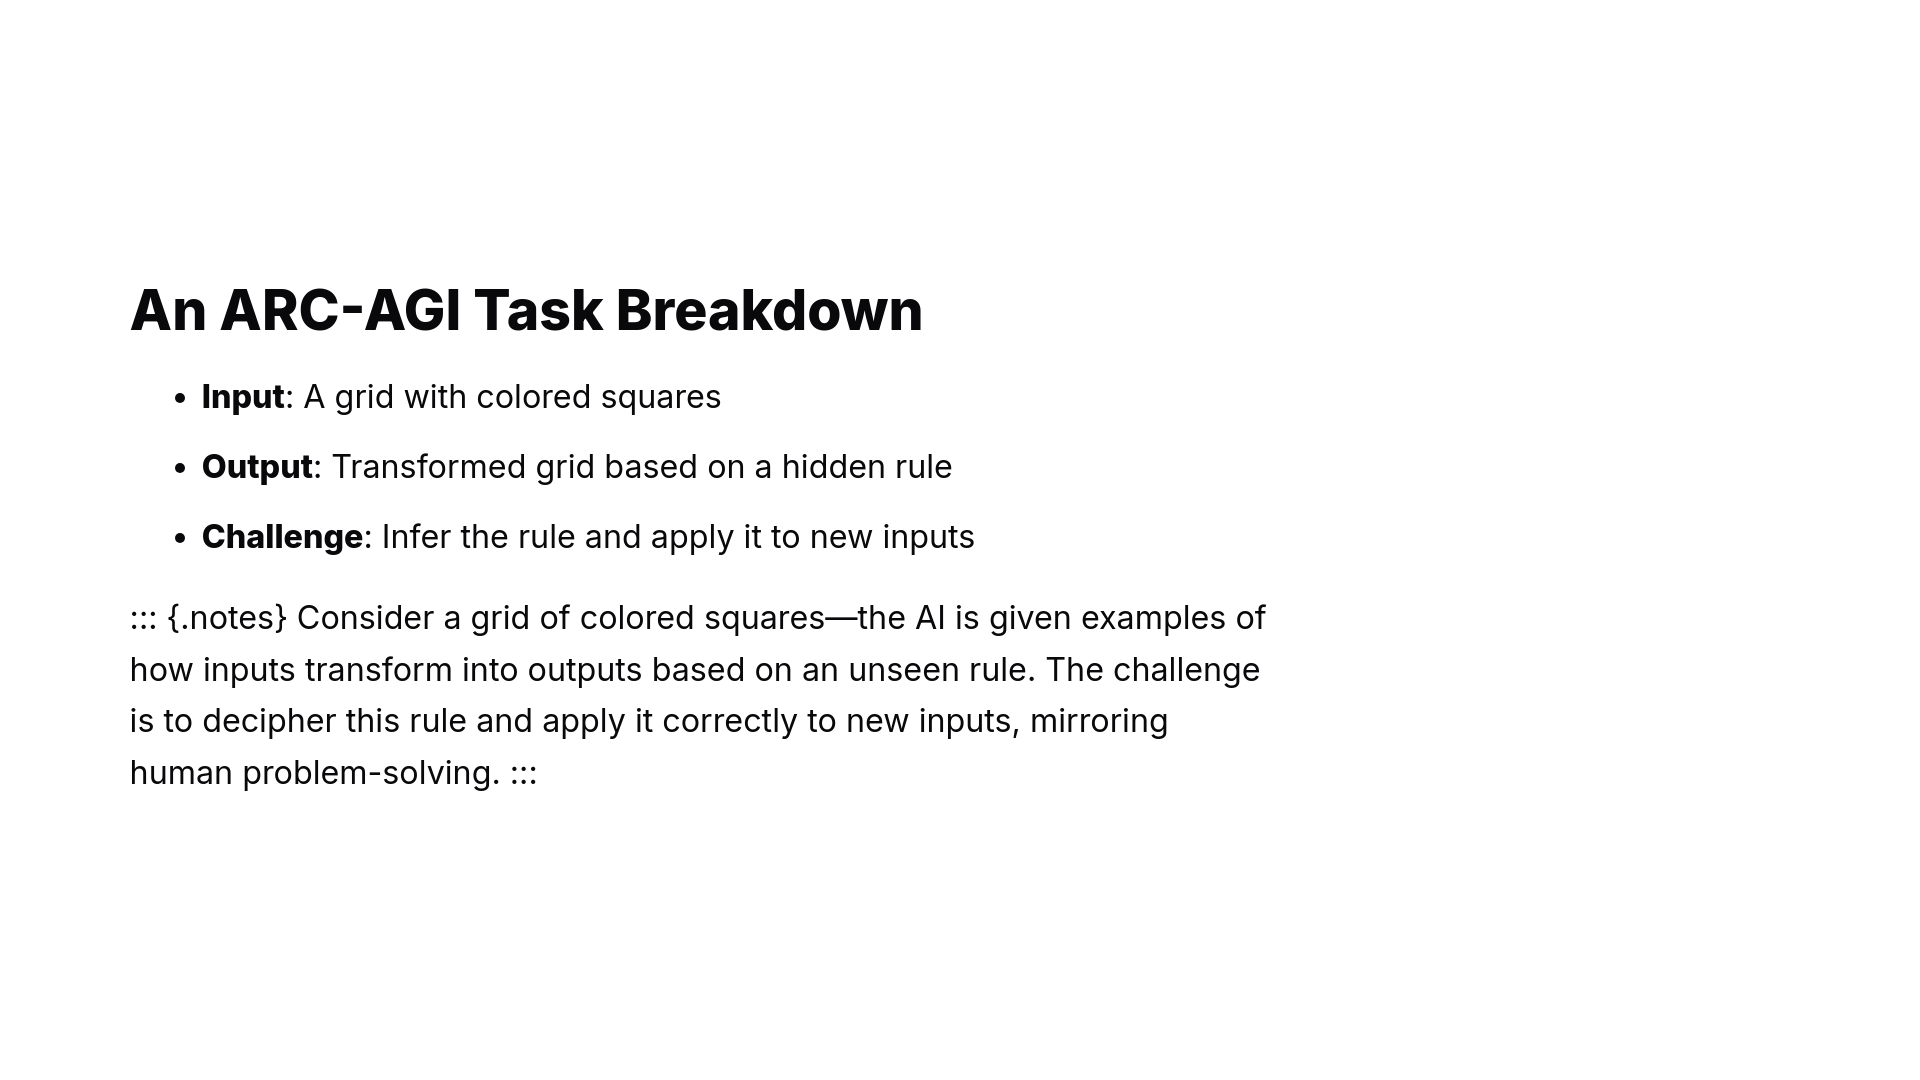 An ARC-AGI Task Breakdown
• Input: A grid with colored squares
• Output: Transformed grid based on a hidden rule
• Challenge: Infer the rule and apply it to new inputs
::: {.notes} Consider a grid of colored squares—the AI is given examples of
how inputs transform into outputs based on an unseen rule. The challenge
is to decipher this rule and apply it correctly to new inputs, mirroring
human problem-solving. :::